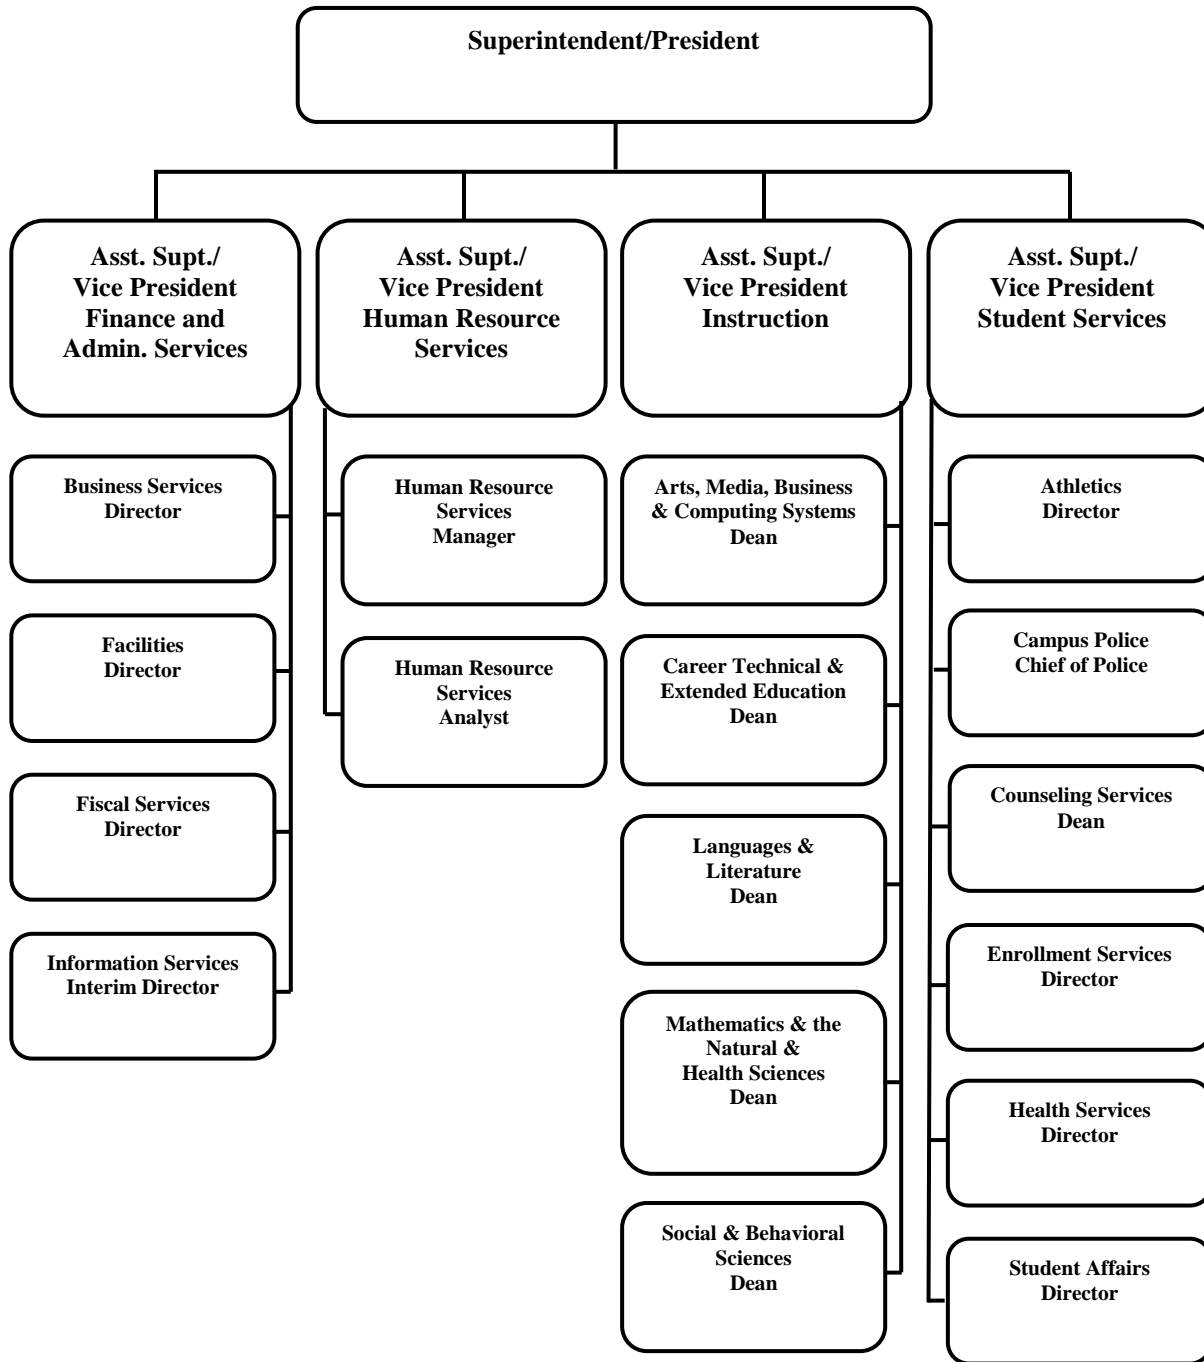 Superintendent/President
Asst. Supt./
Vice President
Finance and
Admin. Services
Asst. Supt./
Vice President
Human Resource
Services
Asst. Supt./
Vice President
Instruction
Asst. Supt./
Vice President
Student Services
Business Services
Director
Facilities
Director
Fiscal Services
Director
Information Services
Interim Director
Human Resource
Services
Manager
Human Resource
Services
Analyst
Arts, Media, Business
& Computing Systems
Dean
Career Technical &
Extended Education
Dean
Languages &
Literature
Dean
Mathematics & the
Natural &
Health Sciences
Dean
Social & Behavioral
Sciences
Dean
Athletics
Director
Campus Police
Chief of Police
Counseling Services
Dean
Enrollment Services
Director
Health Services
Director
Student Affairs
Director